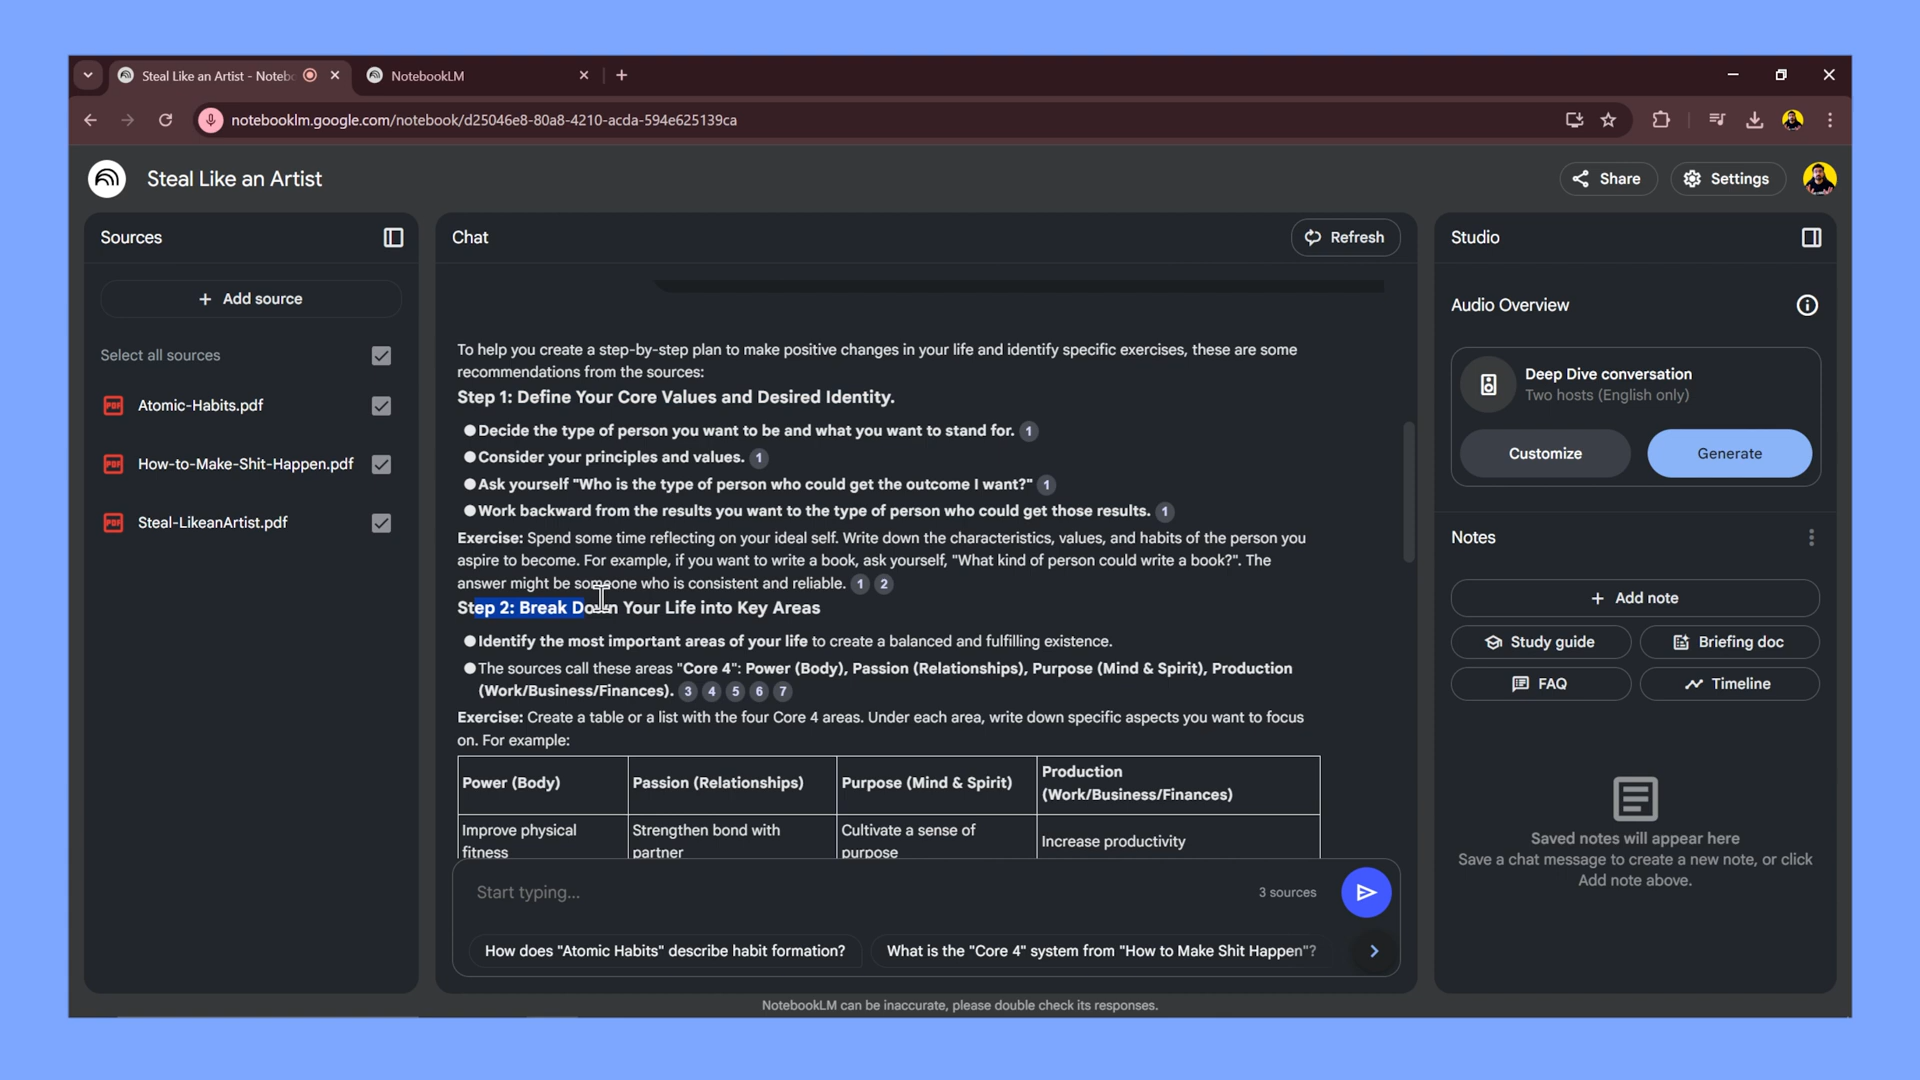 Steal Like an Artist - Noteb
NotebookLM
notebooklm.google.com/notebook/d25046e8-80a8-4210-acda-594e625139ca
Steal Like an Artist
Share
Settings
Sources
Add source
Select all sources
PDF Atomic-Habits.pdf
PDF How-to-Make-Shit-Happen.pdf
PDF Steal-LikeanArtist.pdf
Chat
Refresh
To help you create a step-by-step plan to make positive changes in your life and identify specific exercises, these are some
recommendations from the sources:
Step 1: Define Your Core Values and Desired Identity.
●Decide the type of person you want to be and what you want to stand for. 1
●Consider your principles and values. 1
●Ask yourself "Who is the type of person who could get the outcome I want?" 1
●Work backward from the results you want to the type of person who could get those results. 1
Exercise: Spend some time reflecting on your ideal self. Write down the characteristics, values, and habits of the person you
aspire to become. For example, if you want to write a book, ask yourself, "What kind of person could write a book?". The
answer might be someone who is consistent and reliable. 1 2
Step 2: Break Down Your Life into Key Areas
●Identify the most important areas of your life to create a balanced and fulfilling existence.
●The sources call these areas "Core 4": Power (Body), Passion (Relationships), Purpose (Mind & Spirit), Production
(Work/Business/Finances). 3 4 5 6 7
Exercise: Create a table or a list with the four Core 4 areas. Under each area, write down specific aspects you want to focus
on. For example:
Power (Body)
Passion (Relationships)
Purpose (Mind & Spirit)
Production
(Work/Business/Finances)
Improve physical
fitness
Strengthen bond with
partner
Cultivate a sense of
purpose
Increase productivity
Start typing...
3 sources
How does "Atomic Habits" describe habit formation?
What is the "Core 4" system from "How to Make Shit Happen"?
Studio
Audio Overview
Deep Dive conversation
Two hosts (English only)
Customize
Generate
Notes
Add note
Study guide
Briefing doc
FAQ
Timeline
Saved notes will appear here
Save a chat message to create a new note, or click
Add note above.
NotebookLM can be inaccurate, please double check its responses.